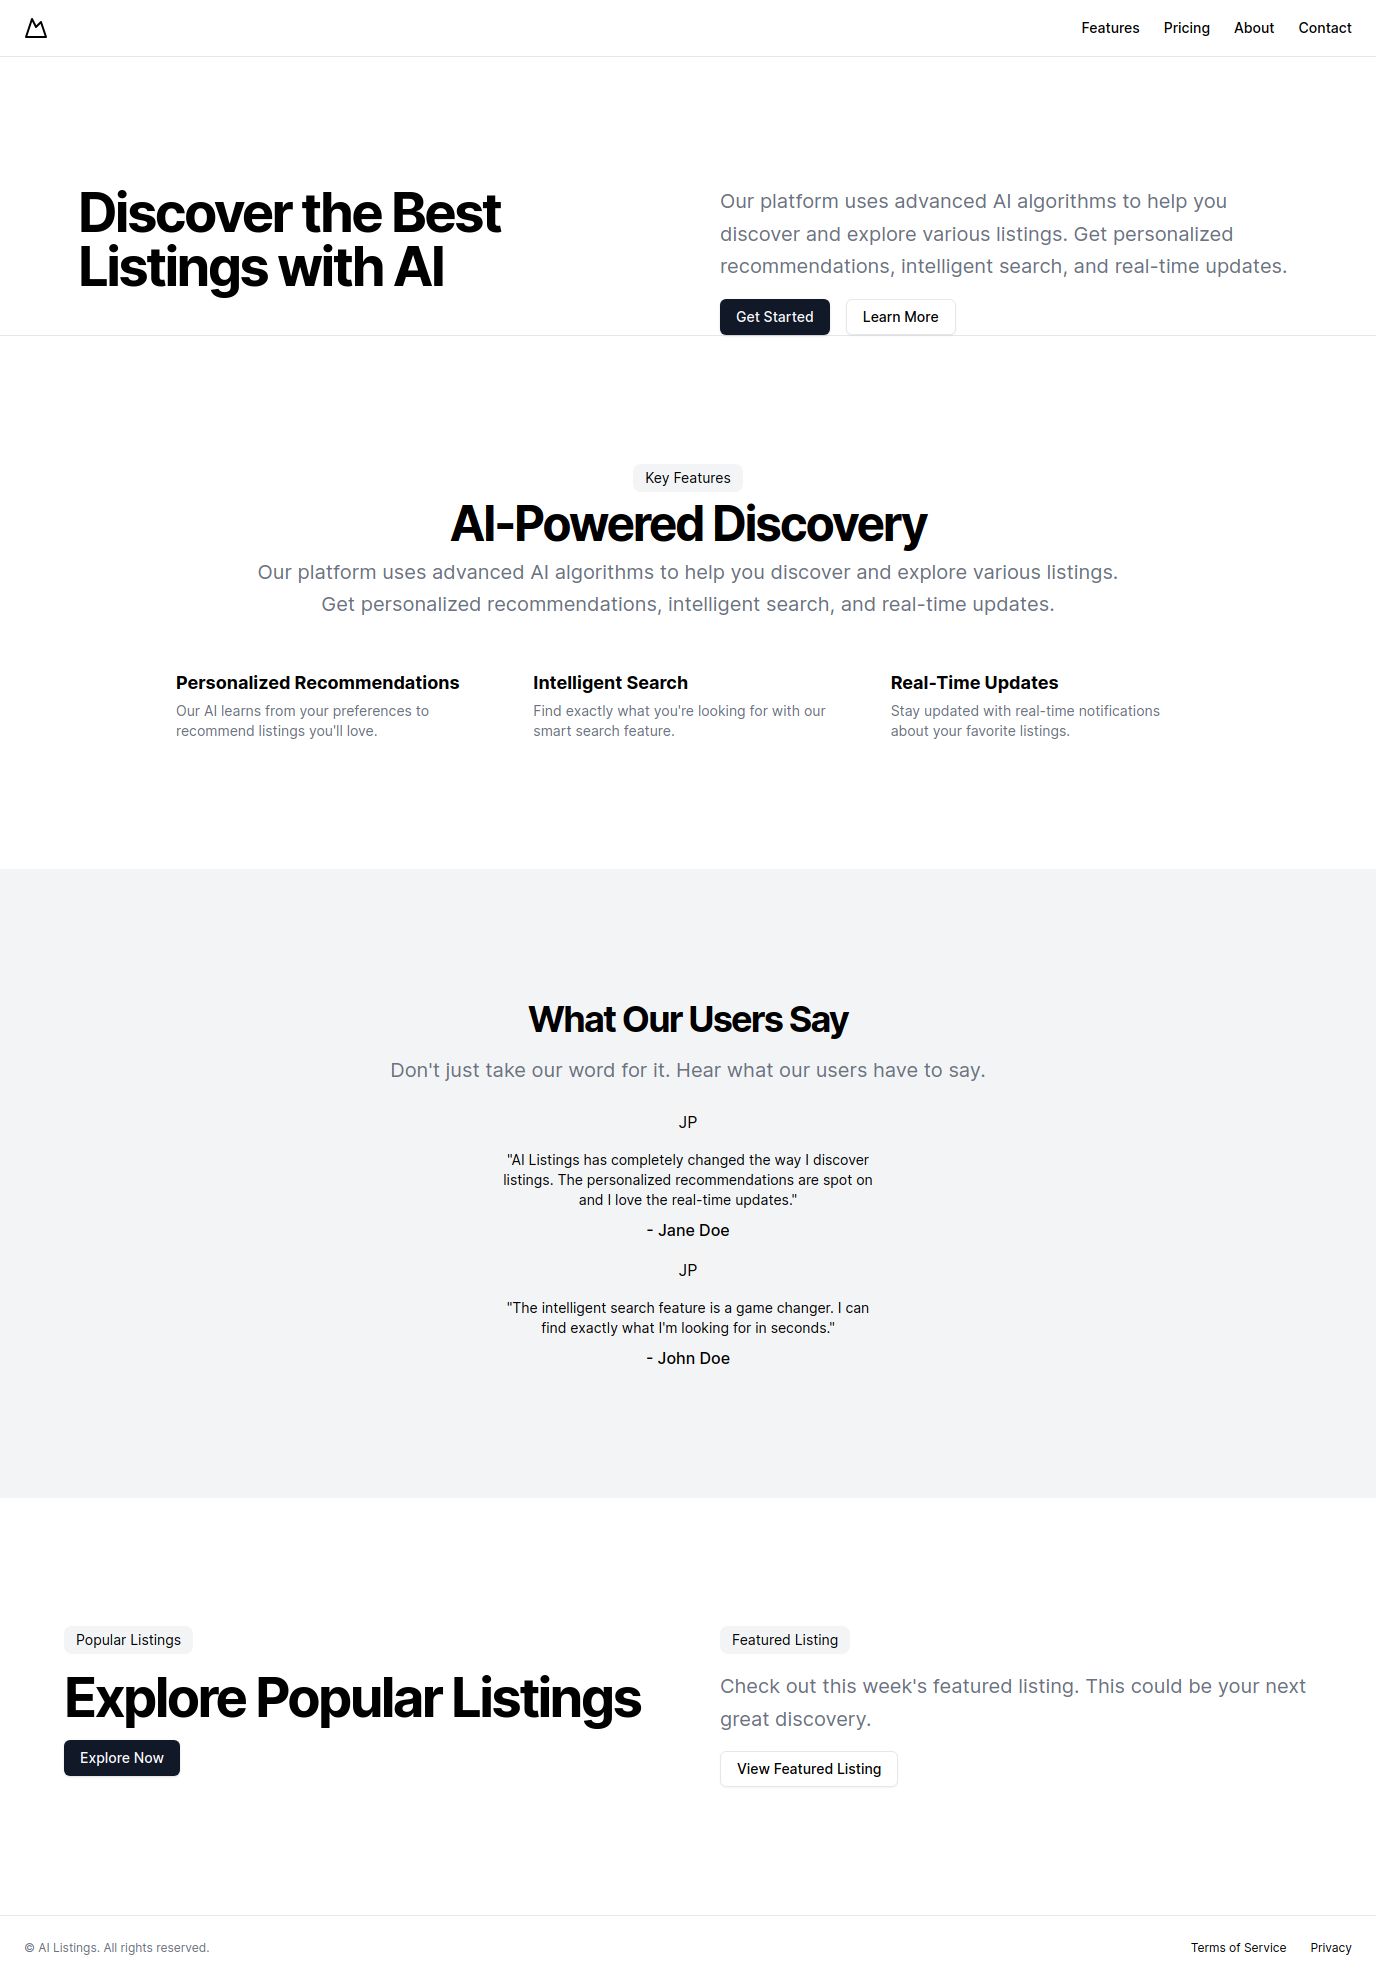 Features Pricing About Contact
Discover the Best
Listings with AI
Our platform uses advanced AI algorithms to help you
discover and explore various listings. Get personalized
recommendations, intelligent search, and real-time updates.
Get Started Learn More
Key Features
AI-Powered Discovery
Our platform uses advanced AI algorithms to help you discover and explore various listings.
Get personalized recommendations, intelligent search, and real-time updates.
Personalized Recommendations
Our AI learns from your preferences to
recommend listings you'll love.
Intelligent Search
Find exactly what you're looking for with our
smart search feature.
Real-Time Updates
Stay updated with real-time notifications
about your favorite listings.
What Our Users Say
Don't just take our word for it. Hear what our users have to say.
JP
"AI Listings has completely changed the way I discover
listings. The personalized recommendations are spot on
and I love the real-time updates."
- Jane Doe
JP
"The intelligent search feature is a game changer. I can
find exactly what I'm looking for in seconds."
- John Doe
Popular Listings
Explore Popular Listings
Explore Now
Featured Listing
Check out this week's featured listing. This could be your next
great discovery.
View Featured Listing
© AI Listings. All rights reserved.
Terms of Service Privacy